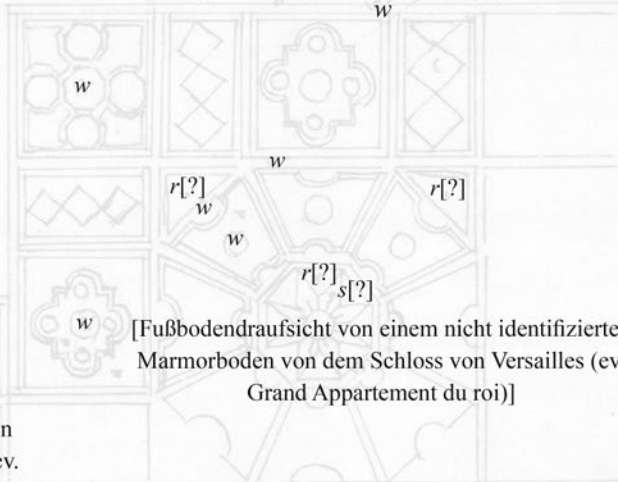 w
w
w
r[?] r[?]
w
w
r[?]
s[?]
w [Fußbodendraufsicht von einem nicht identifizierte
Marmorboden von dem Schloss von Versailles (ev
Grand Appartement du roi)]
n
ev.